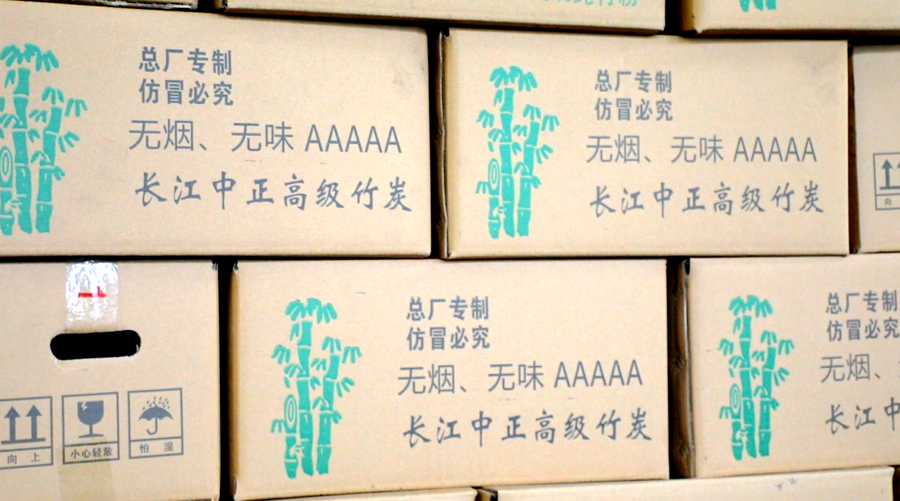 总厂专制
仿冒必究
无烟、无味 AAAAA
长江中正高级竹炭
总厂专制
仿冒必究
无烟、无味 AAAAA
长江中正高级竹炭
向
向 上
小心轻放
怕 湿
总厂专制
仿冒必究
无烟、无味 AAAAA
长江中正高级竹炭
总厂专制
仿冒必究
无烟、
长江中